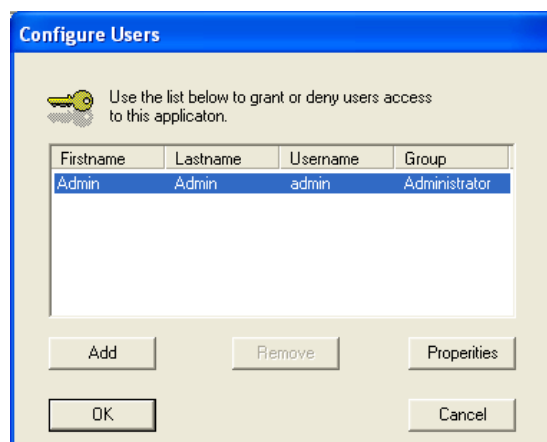 Configure Users
Use the list below to grant or deny users access
to this applicaton.
Firstname Lastname Username Group
Admin Admin admin Administrator
Add Remove Properities
OK Cancel